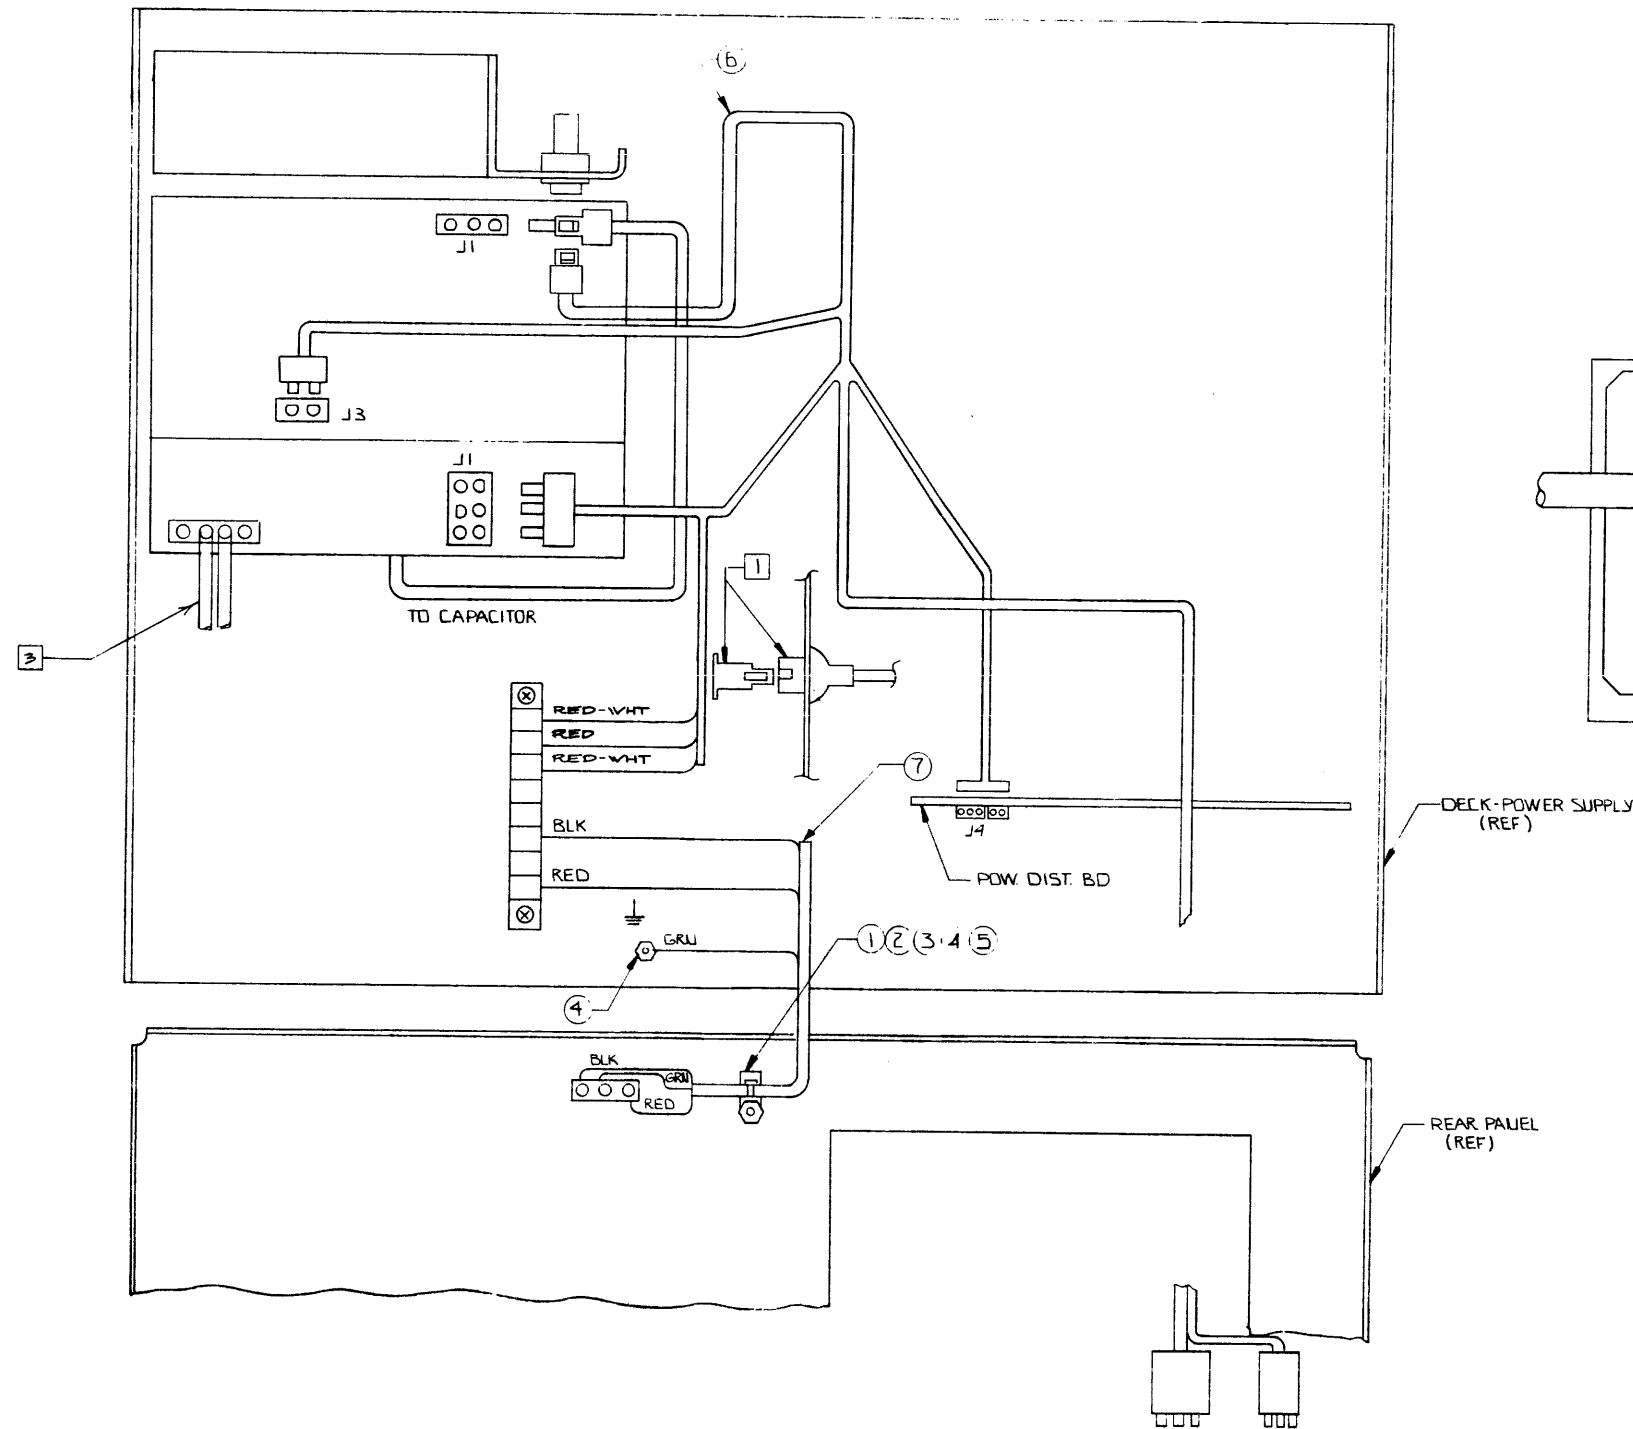 6
J1
J3
J1
1
TO CAPACITOR
3
RED-WHT
RED
RED-WHT
7
DECK-POWER SUPPLY
(REF)
BLK
J4
RED
POW. DIST. BD
GRN
1 2 3 4 5
4
BLK
GRN
RED
REAR PANEL
(REF)